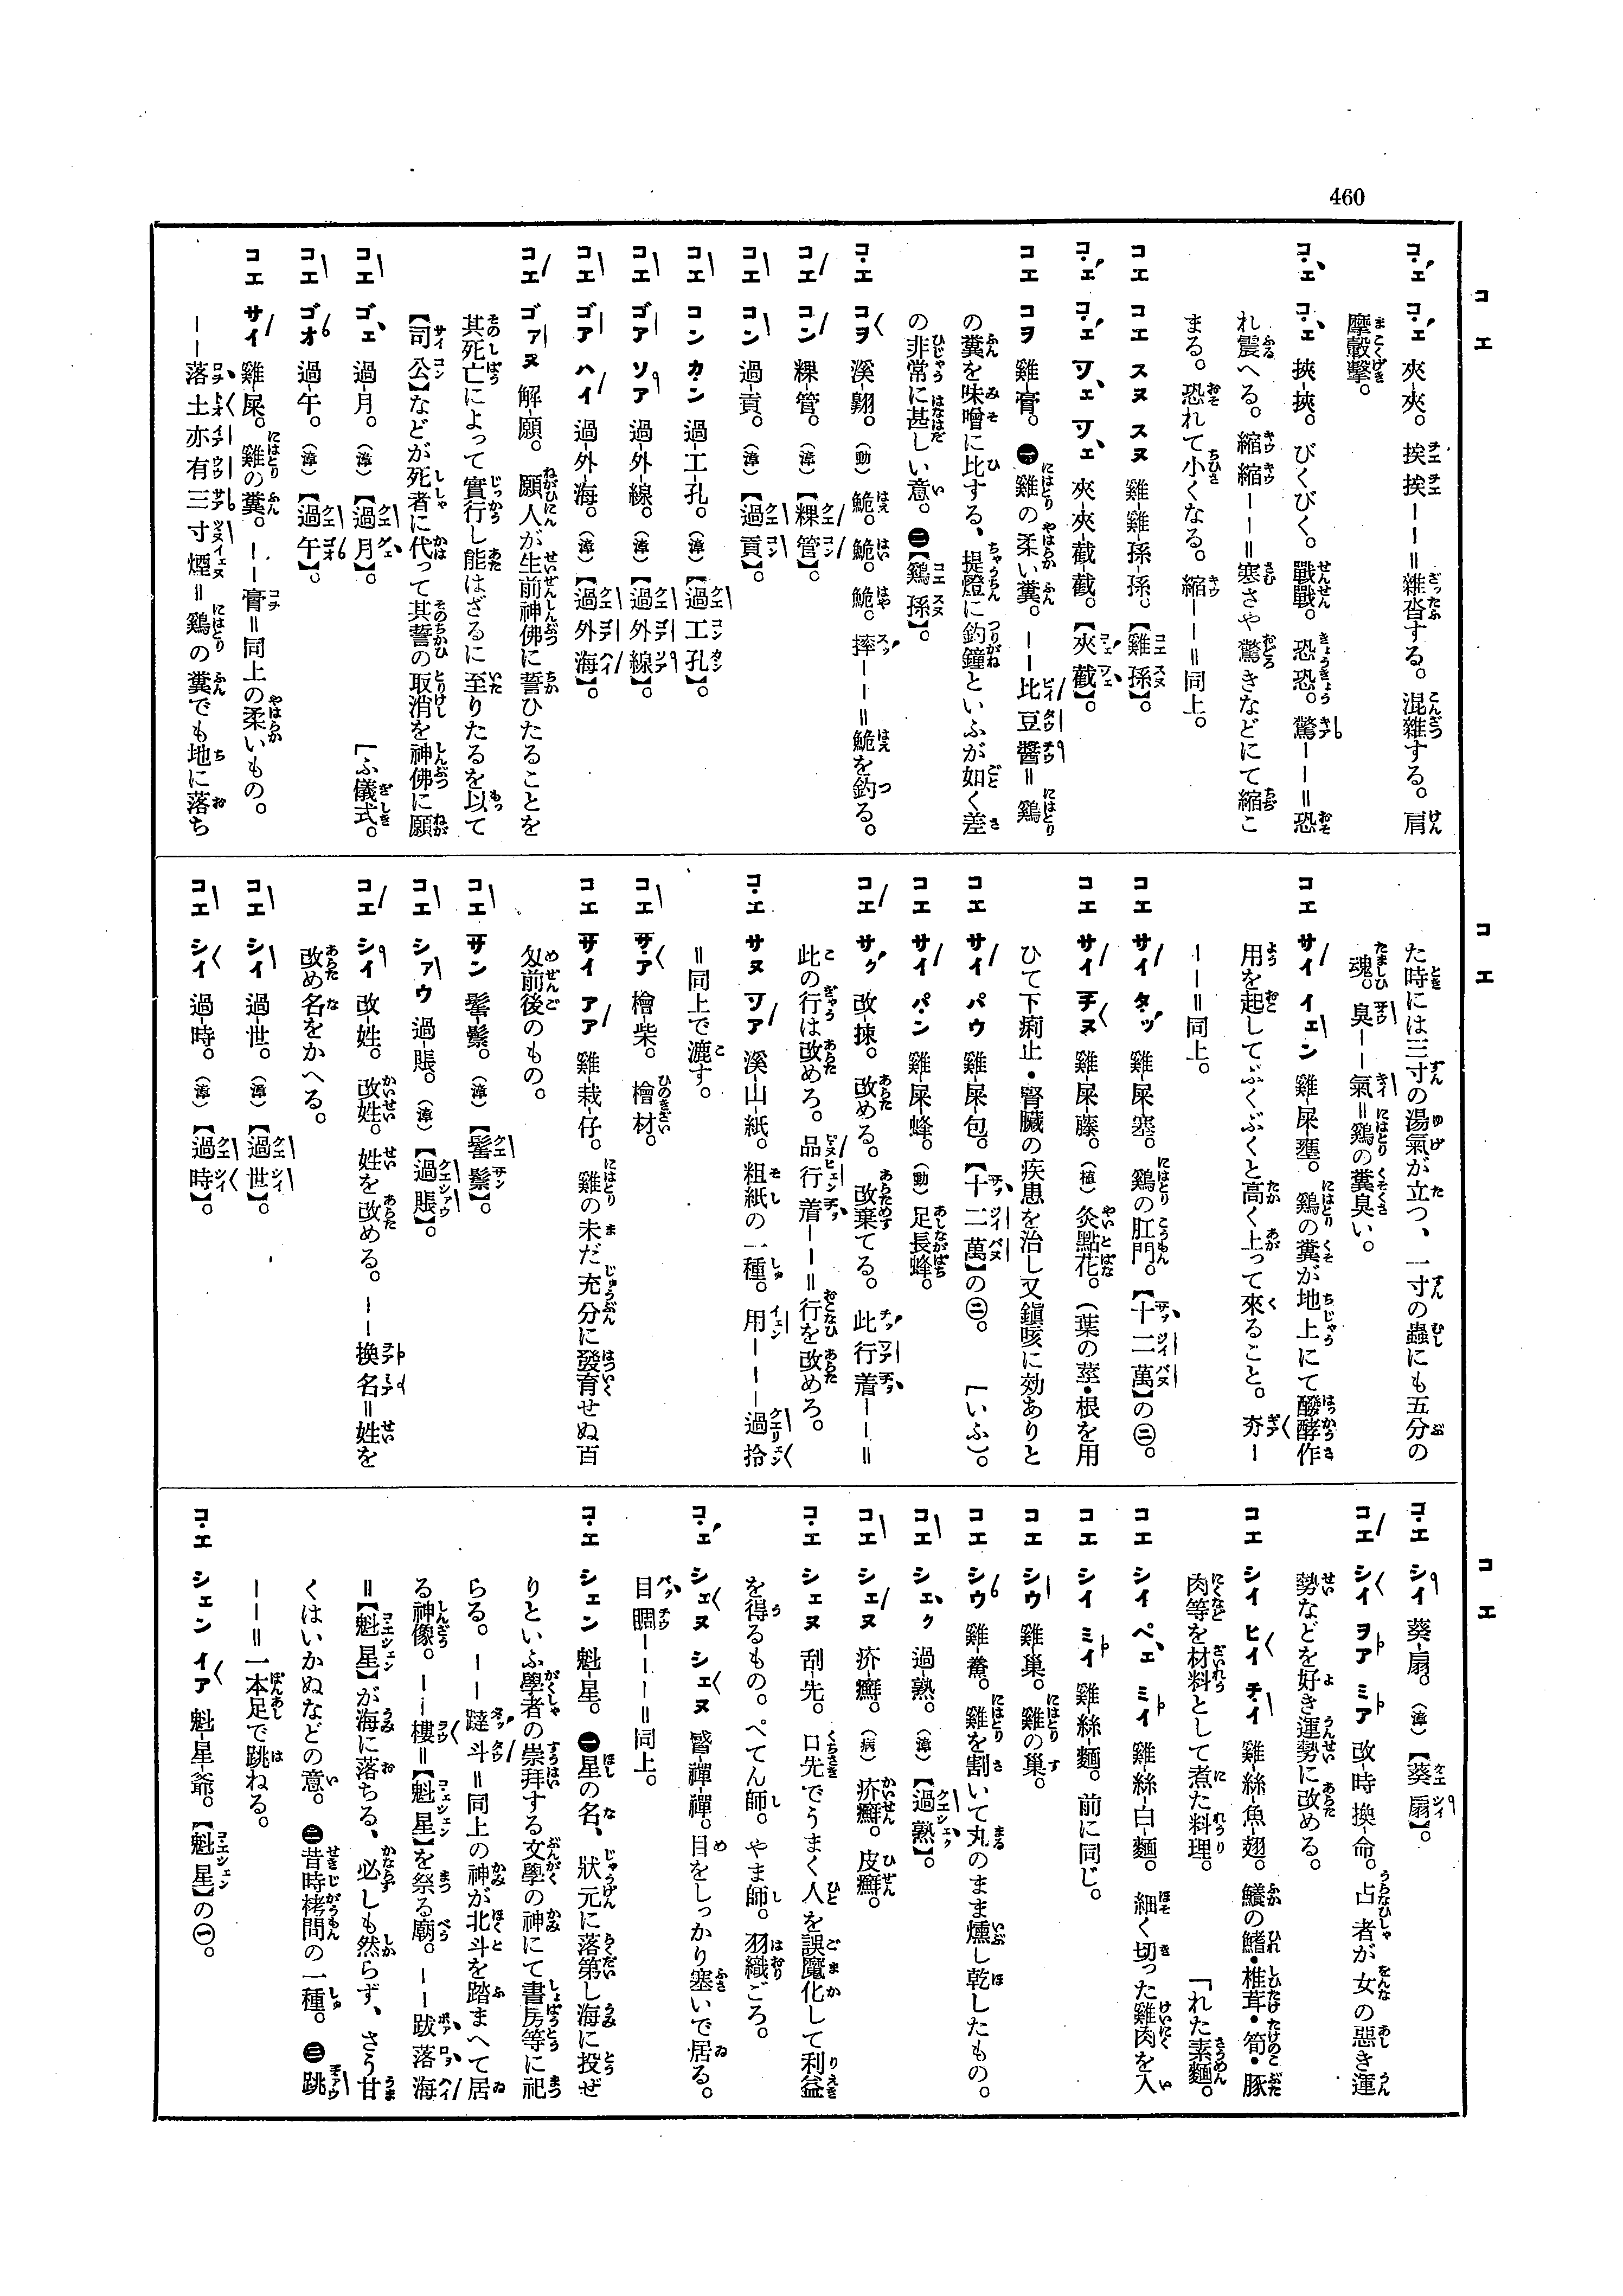 460
コエ
コエ コエ 夾-夾。挨挨ーー=雜沓する。混雜する。肩
摩轂擊。
コエ コエ 挾-挾。びくびく。戰戰。恐恐。驚ーー=恐
れ震へる。縮縮ーー=寒さや驚きなどにて縮こ
まる。恐れて小くなる。縮ーー=同上。
コエ コエ スヌ スヌ 雞-雞-孫-孫。【雞孫】。
コエ コエ ツェ ツェ 夾-夾-截-截。【夾截】。
コエ コヲ 雞-膏。㊀雞の柔い糞。ーー比豆醬=鷄
の糞を味噌に比する、提燈に釣鐘といふが如く差
の非常に甚しい意。㊁【鷄孫】。
コエ コヲ 溪-鄡。(動)鮠。鮠。鮠。摔ーー=鮠を釣る。
コエ コン 粿-管。(漳)【粿管】。
コエ コン 過-貢。(漳)【過貢】。
コエ コン カン 過-工-孔。(漳)【過工孔】。
コエ ゴア ソア 過-外-線。(漳)【過外線】。
コエ ゴア ハイ 過-外-海。(漳)【過外海】。
コエ ゴアヌ 解-願。願人が生前神佛に誓ひたることを
其死亡によって實行し能はざるに至りたるを以て
【司公】などが死者に代って其誓の取消を神佛に願
[ふ儀式。
コエ ゴエ 過-月。(漳)【過月】。
コエ ゴオ 過-午。(漳)【過午】。
コエ サイ 雞-屎。雞の糞。ーー膏=同上の柔いもの。
ーー落土亦有三寸煙=鷄の糞でも地に落ち
コエ
た時には三寸の湯氣が立つ、一寸の蟲にも五分の
魂。臭ーー氣=鷄の糞臭い。
コエ サイ イェン 雞-屎-壅。鷄の糞が地上にて醱酵作
用を起してぶくぶくと高く上って來ること。夯ー
ーー=同上。
コエ サイ タッ 雞-屎-窒。鷄の肛門。【十二萬】の㊁。
コエ サイ チヌ 雞-屎-藤。(植)灸點花。(葉の莖・根を用
ひて下痢止・腎臟の疾患を治し又鎭咳に効ありと
[いふ)。
コエ サイ パウ 雞-屎-包。【十二萬】の㊁。
コエ サイ パン 雞-屎-蜂。(動)足長蜂。
コエ サク 改-揀。改める。改棄てる。此行着ーー=
此の行は改めろ。品行着ーー=行を改めろ。
コエ サヌ ツア 溪-山-紙。粗紙の一種。用ーーー過拎
=同上で漉す。
コエ サア 檜-柴。檜材。
コエ サイ アア 雞-栽-仔。雞の未だ充分に發育せぬ百
匁前後のもの。
コエ サン 髻-鬃。(漳)【髻鬃】。
コエ シァウ 過-賬。(漳)【過賬】。
コエ シイ 改-姓。改姓。姓を改める。ーー換名=姓を
改め名をかへる。
コエ シイ 過-世。(漳)【過世】。
コエ シイ 過-時。(漳)【過時】。
コエ
コエ シイ 葵-扇。(漳)【葵扇】。
コエ シイ ヲア ミア 改-時 換-命。占者が女の惡き運
勢などを好き運勢に改める。
コエ シイ ヒイ チイ 雞-絲-魚-翅。鱶の鰭・椎茸・筍・豚
肉等を材料として煮た料理。
[れた素麵。
コエ シイ ペエ ミイ 雞-絲-白-麵。細く切った雞肉を入
コエ シイ ミイ 雞-絲-麵。前に同じ。
コエ シウ 雞-巢。雞の巢。
コエ シウ 雞-鯗。雞を割いて丸のまま燻し乾したもの。
コエ シェク 過-熟。(漳)【過熟】。
コエ シェヌ 疥-癬。(病)疥癬。皮癬。
コエ シェヌ 刮-先。口先でうまく人を誤魔化して利益
を得るもの。ぺてん師。やま師。羽織ごろ。
コエ シェヌ シェヌ 瞖-禪-禪。目をしっかり塞いで居る。
目睭ーーー=同上。
コエ シェン 魁-星。㊀星の名、狀元に落第し海に投ぜ
りといふ學者の崇拜する文學の神にて書房等に祀
らる。ーー躂斗=同上の神が北斗を踏まへて居
る神像。ーー樓=【魁星】を祭る廟。ーー跋落海
=【魁星】が海に落ちる、必しも然らず、さう甘
くはいかぬなどの意。㊁昔時拷問の一種。㊂跳
ーー=一本足で跳ねる。
コエ シェン イア 魁-星-爺。【魁星】の㊀。